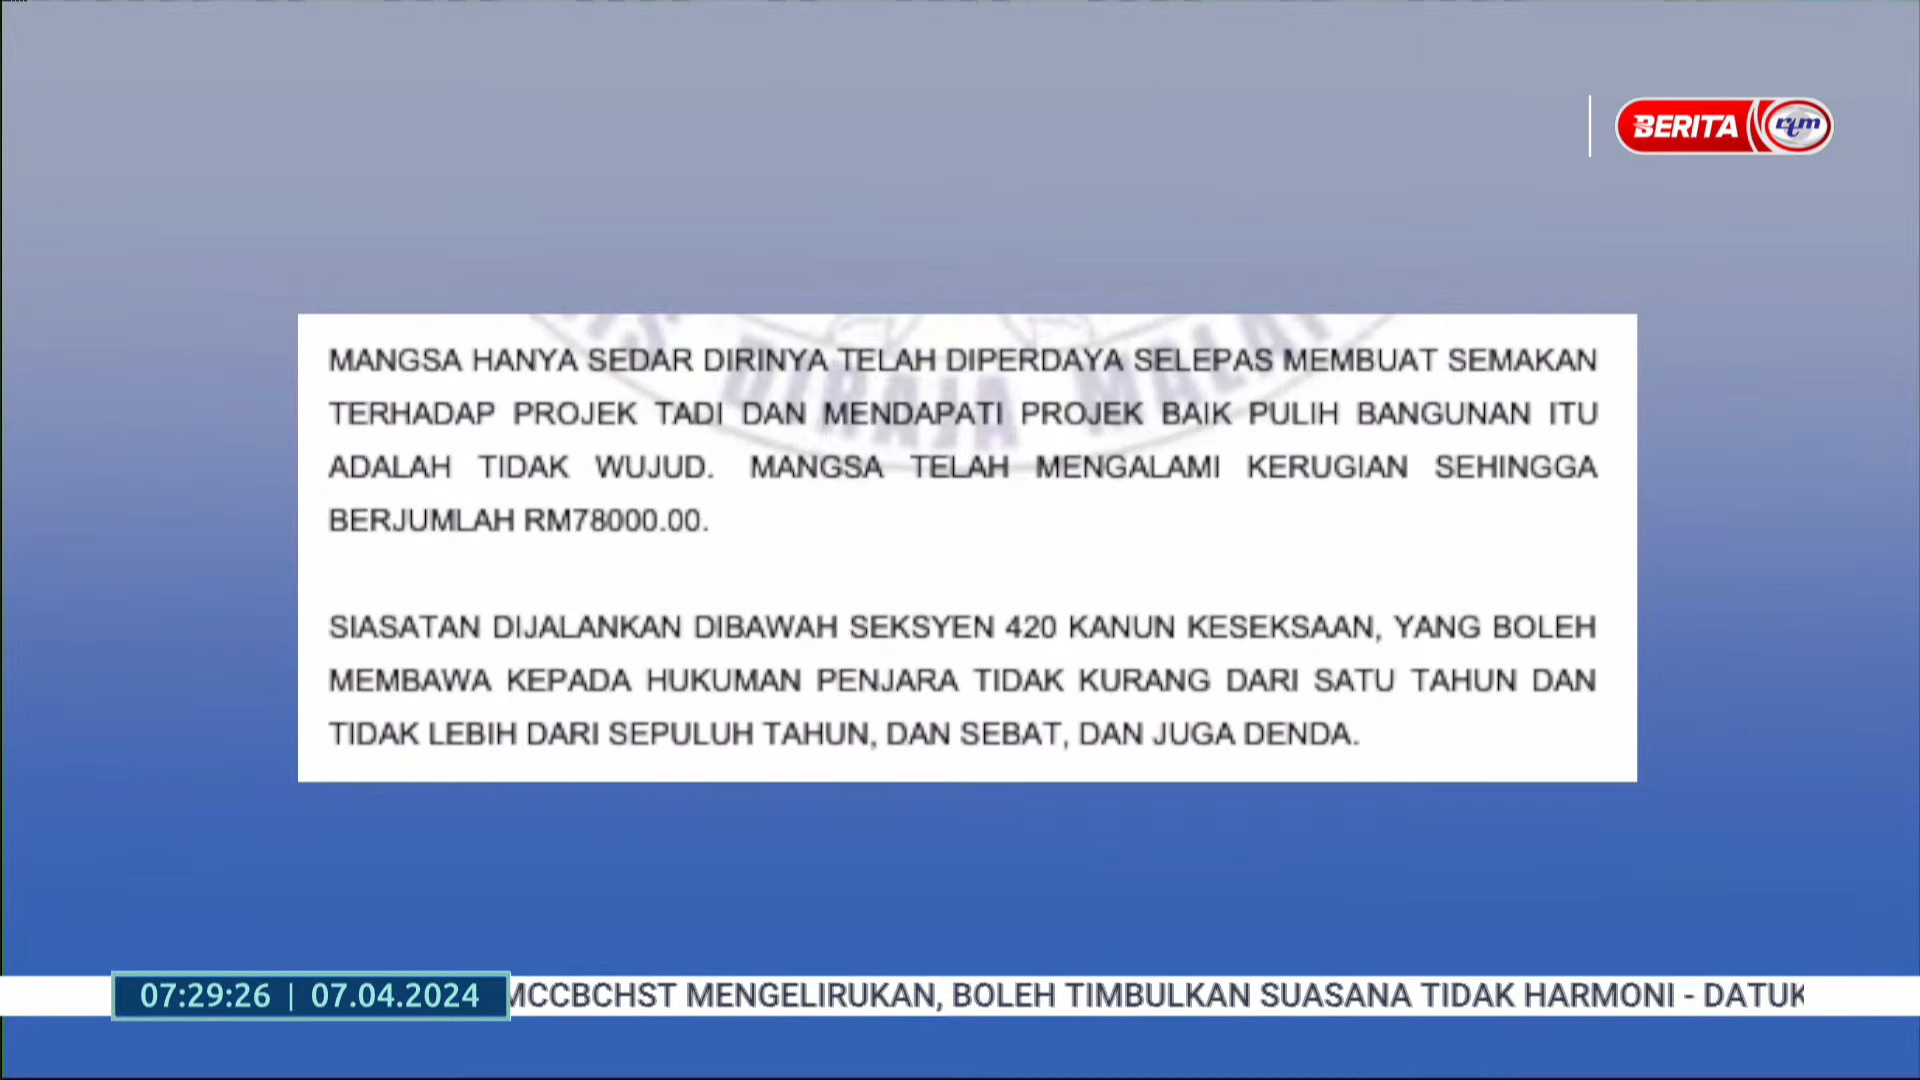 BERITA rtm
MANGSA HANYA SEDAR DIRINYA TELAH DIPERDAYA SELEPAS MEMBUAT SEMAKAN
TERHADAP PROJEK TADI DAN MENDAPATI PROJEK BAIK PULIH BANGUNAN ITU
ADALAH TIDAK WUJUD. MANGSA TELAH MENGALAMI KERUGIAN SEHINGGA
BERJUMLAH RM78000.00.
SIASATAN DIJALANKAN DIBAWAH SEKSYEN 420 KANUN KESEKSAAN, YANG BOLEH
MEMBAWA KEPADA HUKUMAN PENJARA TIDAK KURANG DARI SATU TAHUN DAN
TIDAK LEBIH DARI SEPULUH TAHUN, DAN SEBAT, DAN JUGA DENDA.
07:29:26 | 07.04.2024 MCCBCHST MENGELIRUKAN, BOLEH TIMBULKAN SUASANA TIDAK HARMONI - DATUK